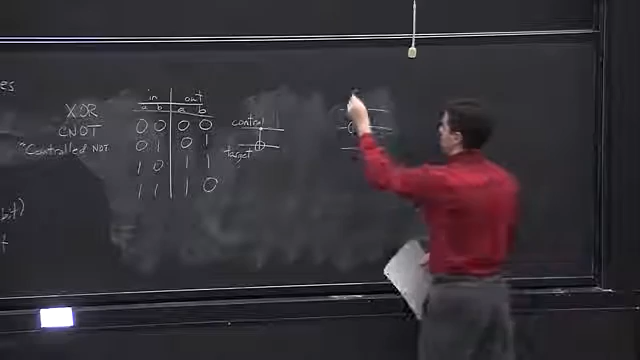 es
XOR
CNOT
"Controlled NOT
bit)
in out
a b a b
0 0 0 0
0 1 0 1
1 0 1 1
1 1 1 0
control
target